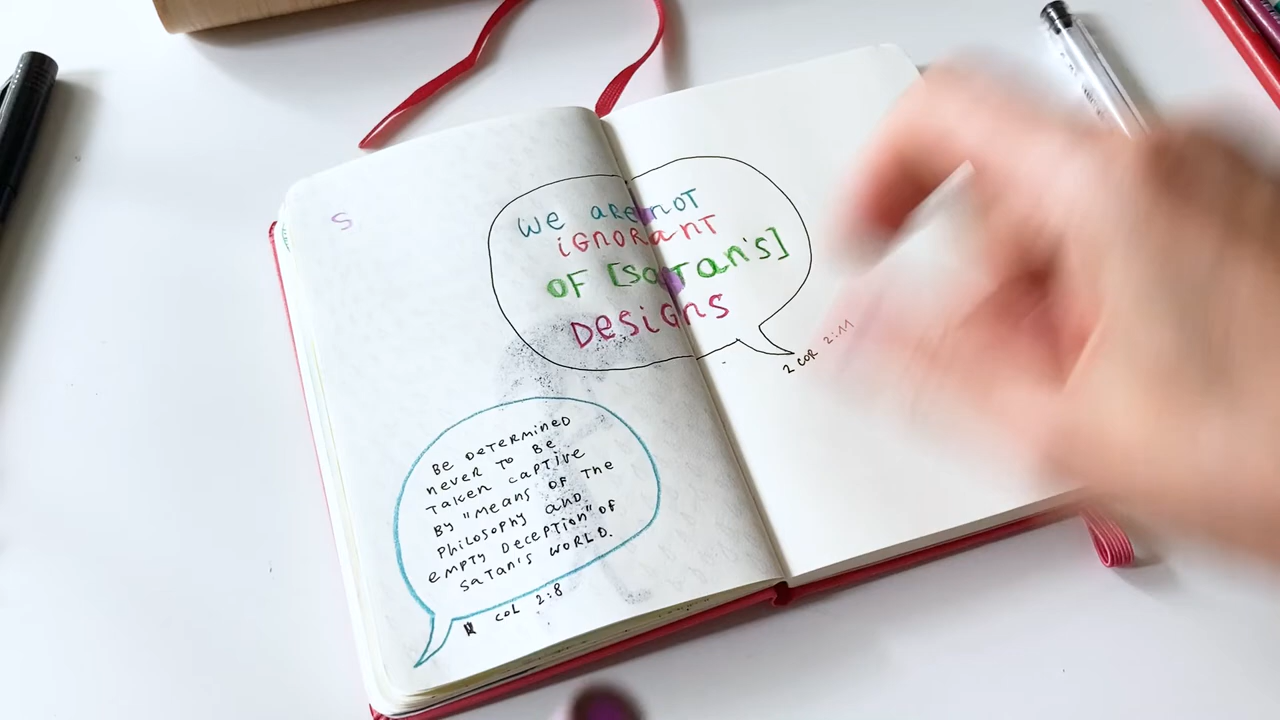 S
We are not
ignorant
of [Satan's]
Designs
2 Cor 2:11
Be determined
never to be
taken captive
by "means of the
philosophy and
empty deception" of
Satan's world.
Col 2:8